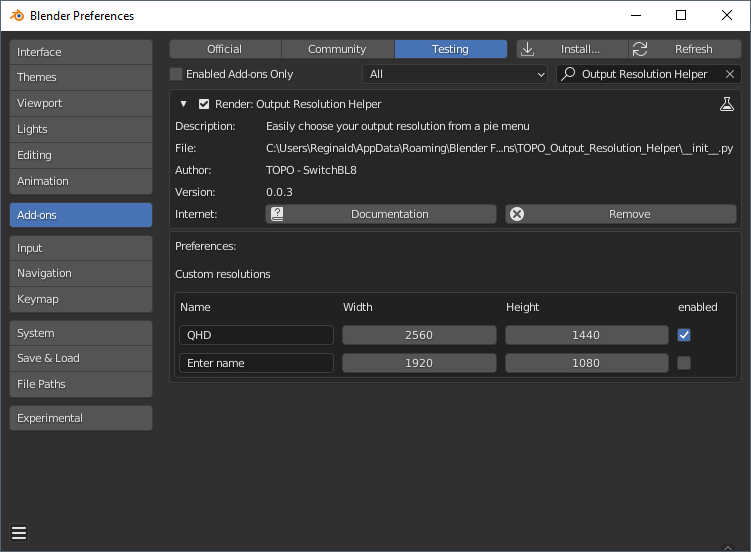 Blender Preferences
Interface
Themes
Viewport
Lights
Editing
Animation
Add-ons
Input
Navigation
Keymap
System
Save & Load
File Paths
Experimental
Official Community Testing Install... Refresh
Enabled Add-ons Only All Output Resolution Helper
Render: Output Resolution Helper
Description: Easily choose your output resolution from a pie menu
File: C:\Users\Reginald\AppData\Roaming\Blender F...ns\TOPO_Output_Resolution_Helper\__init__.py
Author: TOPO - SwitchBL8
Version: 0.0.3
Internet: Documentation Remove
Preferences:
Custom resolutions
Name Width Height enabled
QHD 2560 1440
Enter name 1920 1080